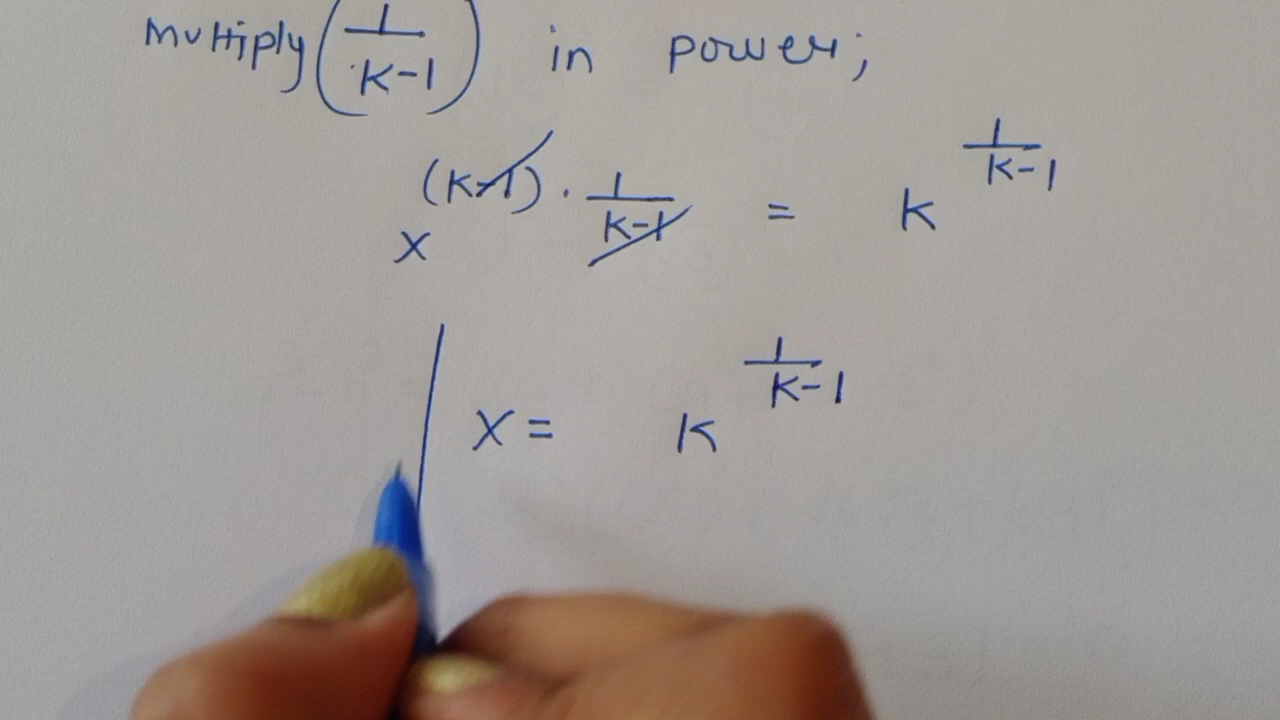 multiply (1/(K-1)) in power;
x^((K-1) · 1/(K-1)) = K^(1/(K-1))
x = K^(1/(K-1))